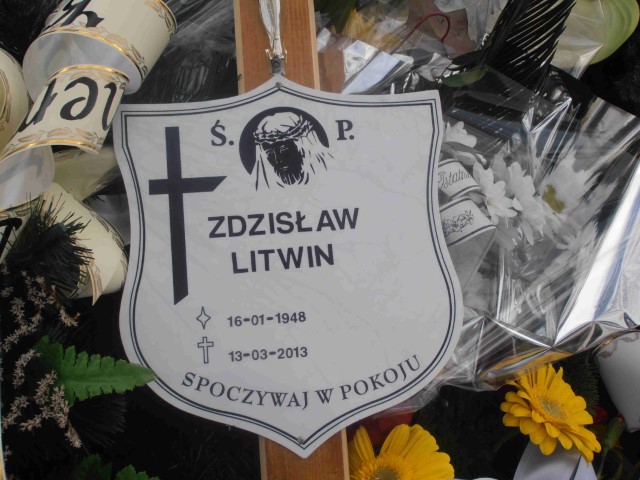 Ś. P.
ZDZISŁAW
LITWIN
16-01-1948
13-03-2013
SPOCZYWAJ W POKOJU